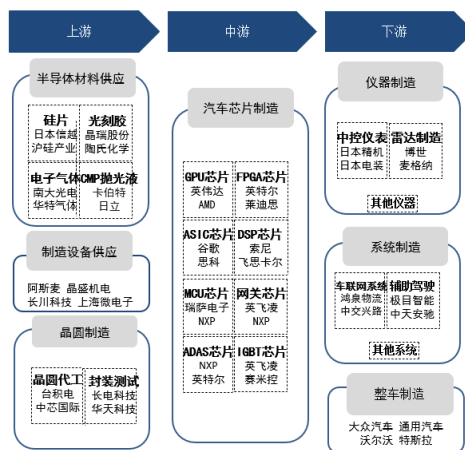 上游
中游
下游
半导体材料供应
硅片
日本信越
沪硅产业
光刻胶
晶瑞股份
陶氏化学
电子气体
南大光电
华特气体
CMP抛光液
卡伯特
日立
制造设备供应
阿斯麦 晶盛机电
长川科技 上海微电子
晶圆制造
晶圆代工
台积电
中芯国际
封装测试
长电科技
华天科技
汽车芯片制造
GPU芯片
英伟达
AMD
FPGA芯片
英特尔
莱迪思
ASIC芯片
谷歌
思科
DSP芯片
索尼
飞思卡尔
MCU芯片
瑞萨电子
NXP
网关芯片
英飞凌
NXP
ADAS芯片
NXP
英特尔
IGBT芯片
英飞凌
赛米控
仪器制造
中控仪表
日本精机
日本电装
雷达制造
博世
麦格纳
其他仪器
系统制造
车联网系统
鸿泉物流
中交兴路
辅助驾驶
极目智能
中天安驰
其他系统
整车制造
大众汽车 通用汽车
沃尔沃 特斯拉